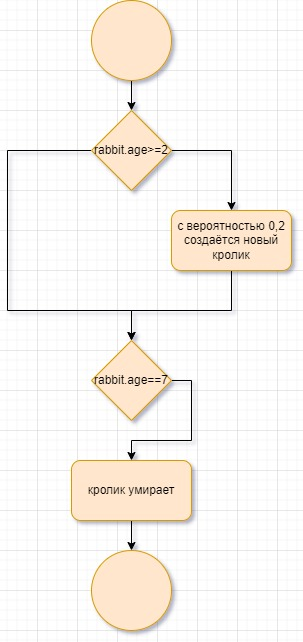 rabbit.age>=2
с вероятностью 0,2
создаётся новый
кролик
rabbit.age==7
кролик умирает